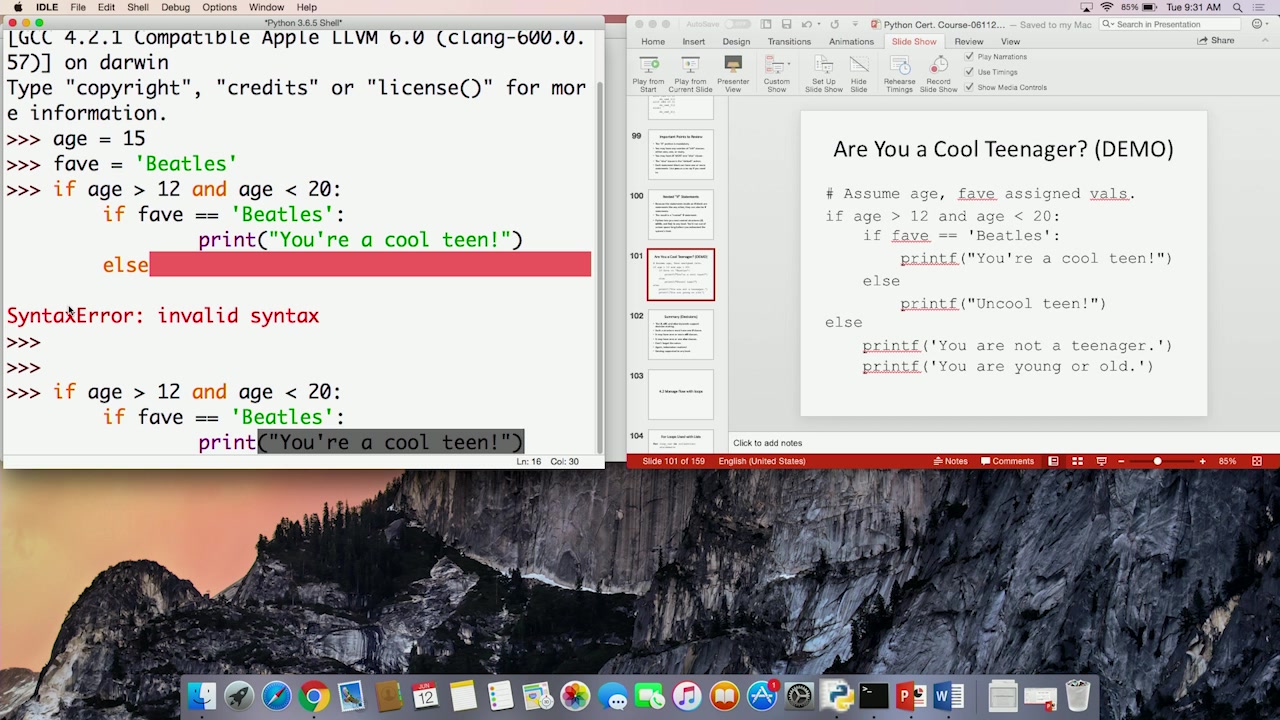 IDLE File Edit Shell Debug Options Window Help
85% Tue 9:31 AM
*Python 3.6.5 Shell*
[GCC 4.2.1 Compatible Apple LLVM 6.0 (clang-600.0.
57)] on darwin
Type "copyright", "credits" or "license()" for mor
e information.
>>> age = 15
>>> fave = 'Beatles'
>>> if age > 12 and age < 20:
if fave == 'Beatles':
print("You're a cool teen!")
else
SyntaxError: invalid syntax
>>>
>>>
>>> if age > 12 and age < 20:
if fave == 'Beatles':
print("You're a cool teen!")
Ln: 16 Col: 30
AutoSave
Python Cert. Course-06112... — Saved to my Mac
Search in Presentation
Home Insert Design Transitions Animations Slide Show Review View
Share
Play from Start
Play from Current Slide
Presenter View
Custom Show
Set Up Slide Show
Hide Slide
Rehearse Timings
Record Slide Show
Play Narrations
Use Timings
Show Media Controls
99
Important Points to Review
100
Nested "if" Statements
101
Are You a Cool Teenager? (DEMO)
102
Summary (Decisions)
103
4.2 Manage flow with loops
104
For Loops Used with Lists
Are You a Cool Teenager? (DEMO)
# Assume age, fave assigned vals.
if age > 12 and age < 20:
if fave == 'Beatles':
printf("You're a cool teen!")
else
printf("Uncool teen!")
else
printf('You are not a teenager.')
printf('You are young or old.')
Click to add notes
Slide 101 of 159 English (United States)
Notes Comments
85%
JUN
12
1